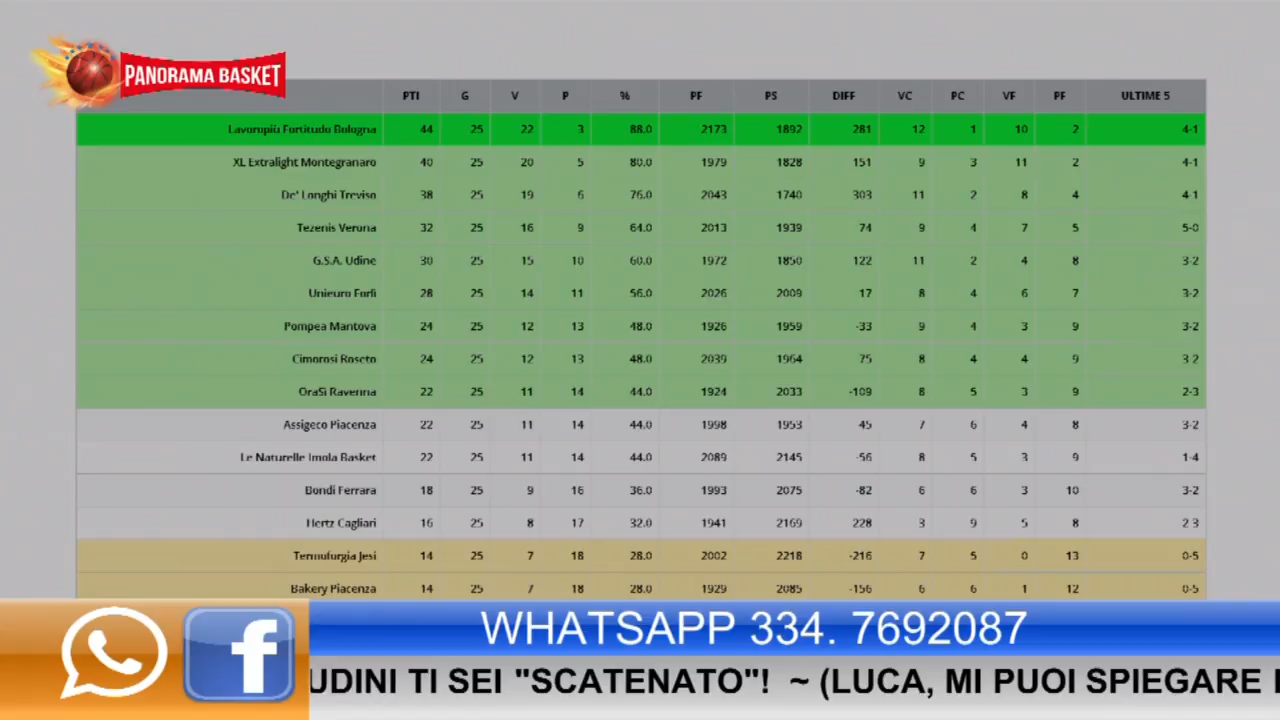 PANORAMA BASKET
PTI G V P % PF PS DIFF VC PC VF PF ULTIME 5
Lavoropiù Fortitudo Bologna 44 25 22 3 88.0 2173 1892 281 12 1 10 2 4-1
XL Extralight Montegranaro 40 25 20 5 80.0 1979 1828 151 9 3 11 2 4-1
De' Longhi Treviso 38 25 19 6 76.0 2043 1740 303 11 2 8 4 4-1
Tezenis Verona 32 25 16 9 64.0 2013 1939 74 9 4 7 5 5-0
G.S.A. Udine 30 25 15 10 60.0 1972 1850 122 11 2 4 8 3-2
Unieuro Forlì 28 25 14 11 56.0 2026 2009 17 8 4 6 7 3-2
Pompea Mantova 24 25 12 13 48.0 1926 1959 -33 9 4 3 9 3-2
Cimorosi Roseto 24 25 12 13 48.0 2039 1964 75 8 4 4 9 3 2
OraSì Ravenna 22 25 11 14 44.0 1924 2033 -109 8 5 3 9 2-3
Assigeco Piacenza 22 25 11 14 44.0 1998 1953 45 7 6 4 8 3-2
Le Naturelle Imola Basket 22 25 11 14 44.0 2089 2145 -56 8 5 3 9 1-4
Bondi Ferrara 18 25 9 16 36.0 1993 2075 -82 6 6 3 10 3-2
Hertz Cagliari 16 25 8 17 32.0 1941 2169 228 3 9 5 8 2 3
Termoforgia Jesi 14 25 7 18 28.0 2002 2218 -216 7 5 0 13 0-5
Bakery Piacenza 14 25 7 18 28.0 1929 2085 -156 6 6 1 12 0-5
WHATSAPP 334. 7692087
UDINI TI SEI "SCATENATO"! ~ (LUCA, MI PUOI SPIEGARE